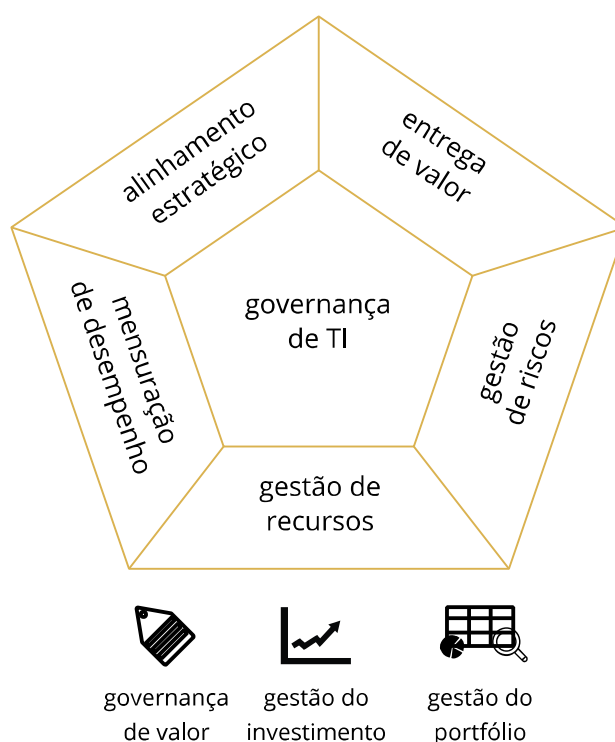 alinhamento
estratégico
entrega
de valor
governança
de TI
mensuração
de desempenho
gestão
de riscos
gestão de
recursos
governança
de valor
gestão do
investimento
gestão do
portfólio